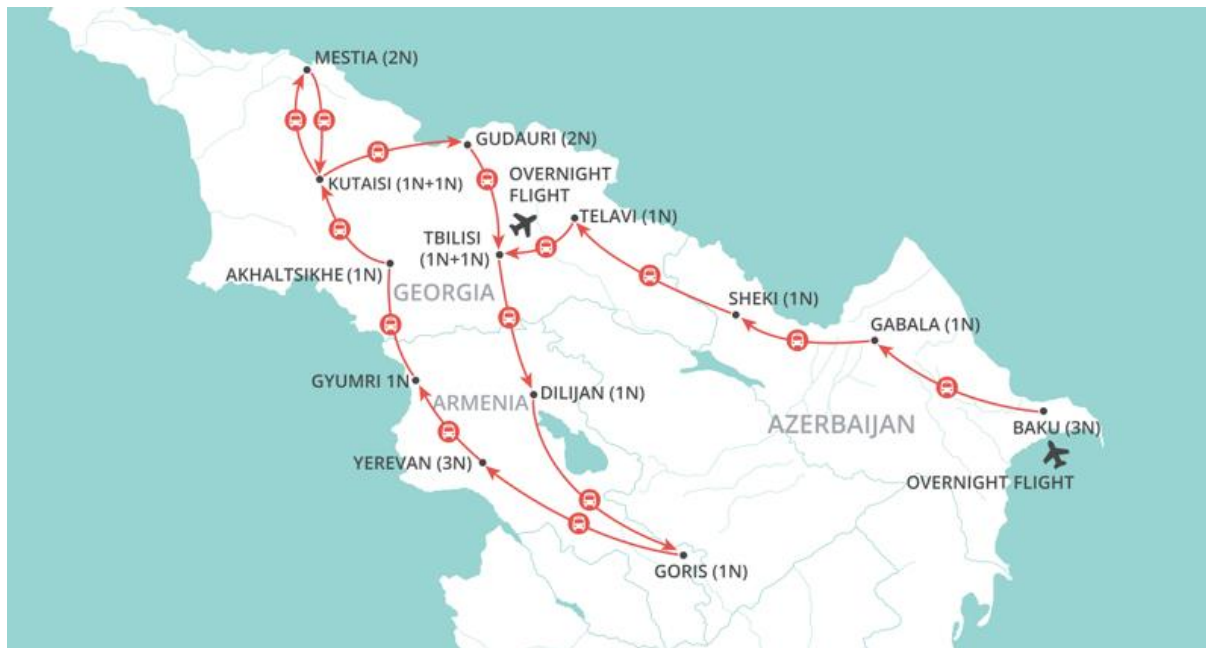 MESTIA (2N)
GUDAURI (2N)
OVERNIGHT
FLIGHT
KUTAISI (1N+1N)
TELAVI (1N)
TBILISI
(1N+1N)
AKHALTSIKHE (1N)
GEORGIA
SHEKI (1N)
GABALA (1N)
GYUMRI 1N
ARMENIA
DILIJAN (1N)
AZERBAIJAN
BAKU (3N)
YEREVAN (3N)
OVERNIGHT FLIGHT
GORIS (1N)